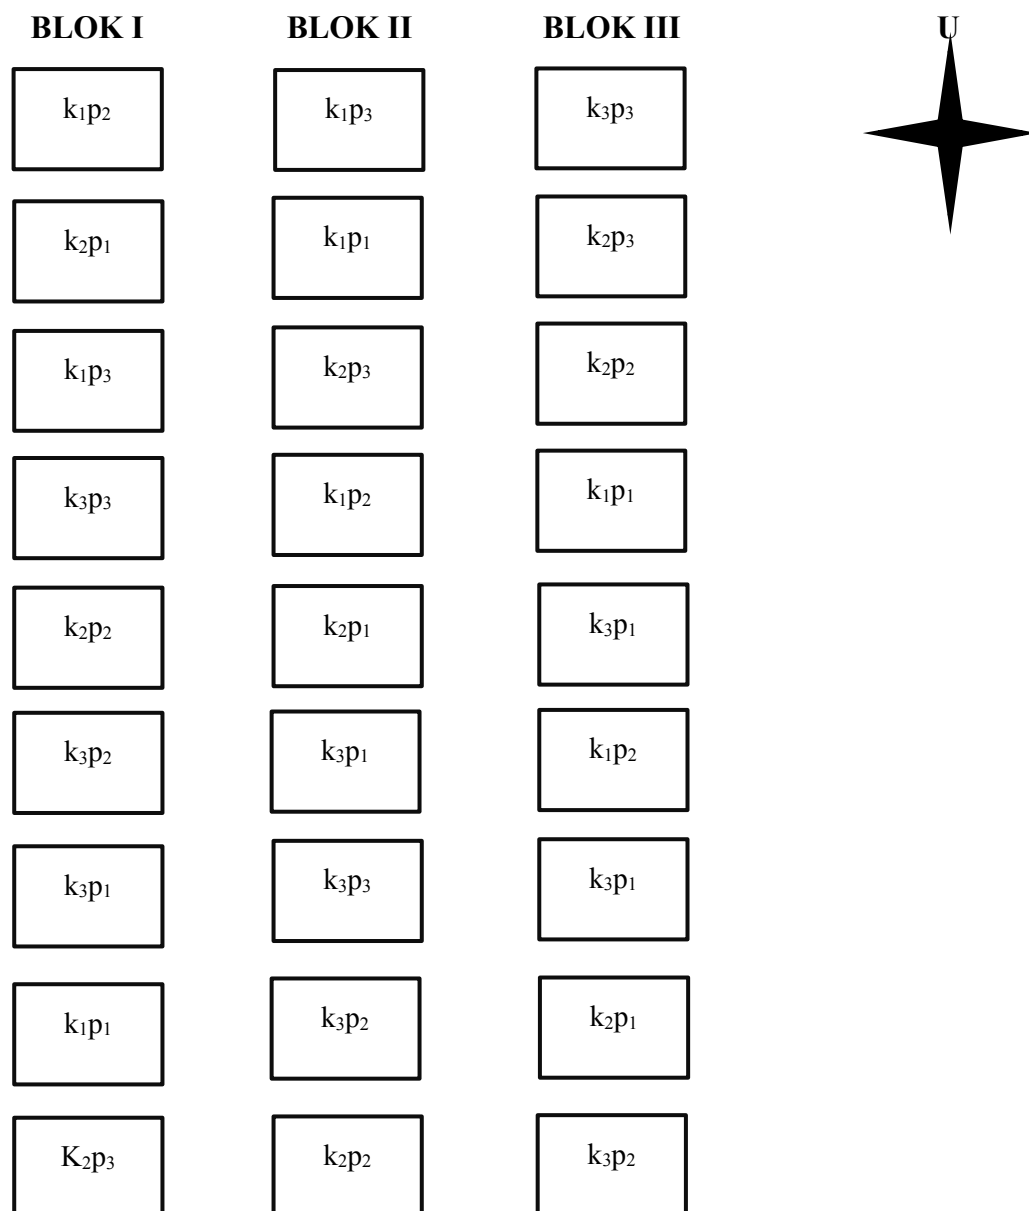 BLOK I BLOK II BLOK III U
k₁p₂ k₁p₃ k₃p₃
k₂p₁ k₁p₁ k₂p₃
k₁p₃ k₂p₃ k₂p₂
k₃p₃ k₁p₂ k₁p₁
k₂p₂ k₂p₁ k₃p₁
k₃p₂ k₃p₁ k₁p₂
k₃p₁ k₃p₃ k₃p₁
k₁p₁ k₃p₂ k₂p₁
K₂p₃ k₂p₂ k₃p₂